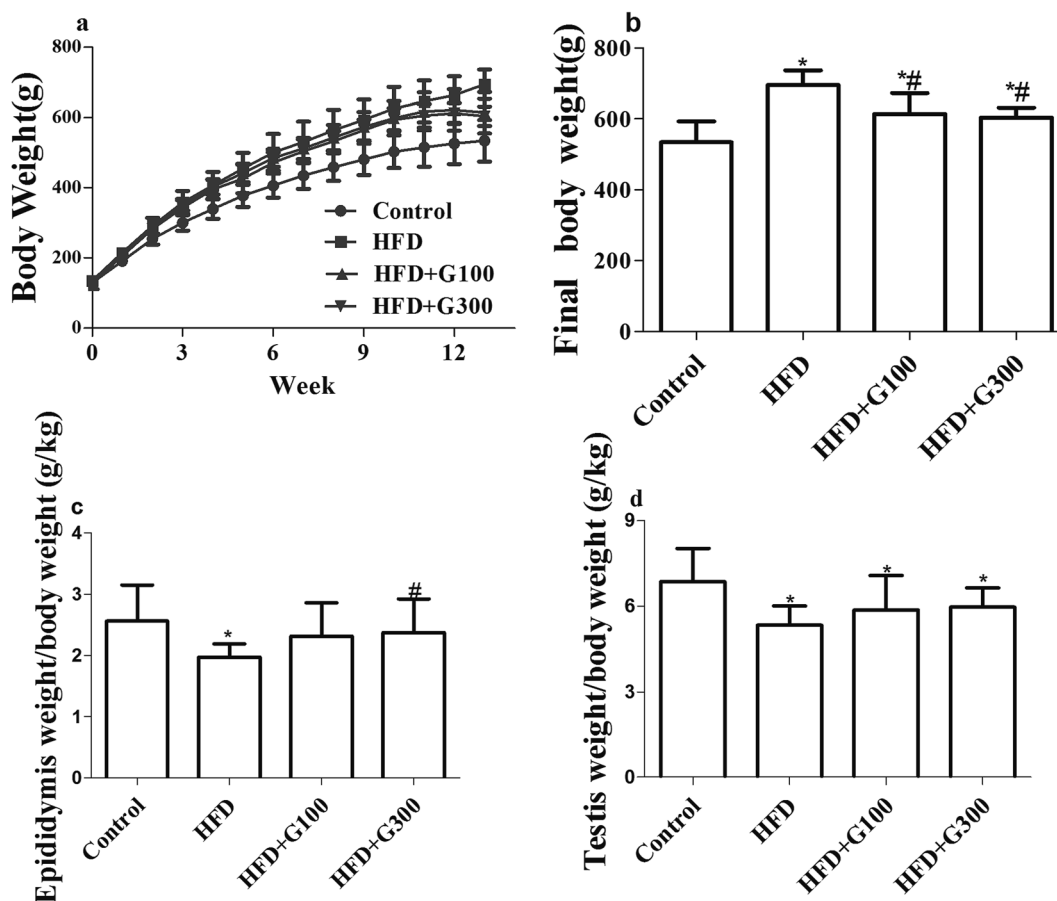 a
Body Weight(g)
800
600
400
200
0
0
3
6
9
12
Week
Control
HFD
HFD+G100
HFD+G300
b
Final body weight(g)
800
600
600
800
600
*
*#
*#
Control
HFD
HFD+G100
HFD+G300
c
Epididymis weight/body weight (g/kg)
4
3
2
1
0
*
#
Control
HFD
HFD+G100
HFD+G300
d
Testis weight/body weight (g/kg)
9
6
3
0
*
*
*
Control
HFD
HFD+G100
HFD+G300